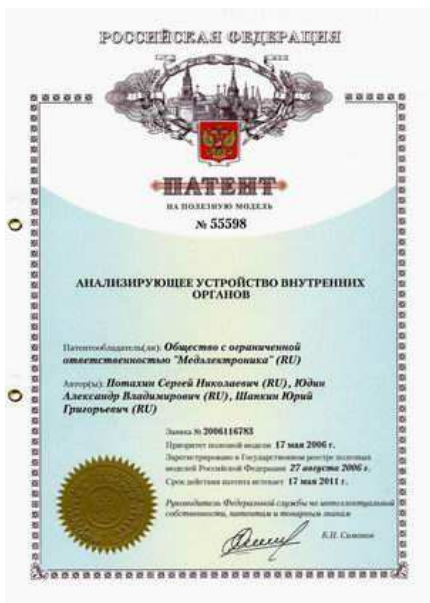 РОССИЙСКАЯ ФЕДЕРАЦИЯ
ПАТЕНТ
НА ПОЛЕЗНУЮ МОДЕЛЬ
№ 55598
АНАЛИЗИРУЮЩЕЕ УСТРОЙСТВО ВНУТРЕННИХ
ОРГАНОВ
Патентообладатель(ли): Общество с ограниченной
ответственностью "Медэлектроника" (RU)
Автор(ы): Потахин Сергей Николаевич (RU), Юдин
Александр Владимирович (RU), Шапкин Юрий
Григорьевич (RU)
Заявка № 2006116783
Приоритет полезной модели 17 мая 2006 г.
Зарегистрировано в Государственном реестре полезных
моделей Российской Федерации 27 августа 2006 г.
Срок действия патента истекает 17 мая 2011 г.
Руководитель Федеральной службы по интеллектуальной
собственности, патентам и товарным знакам
Б.П. Симонов